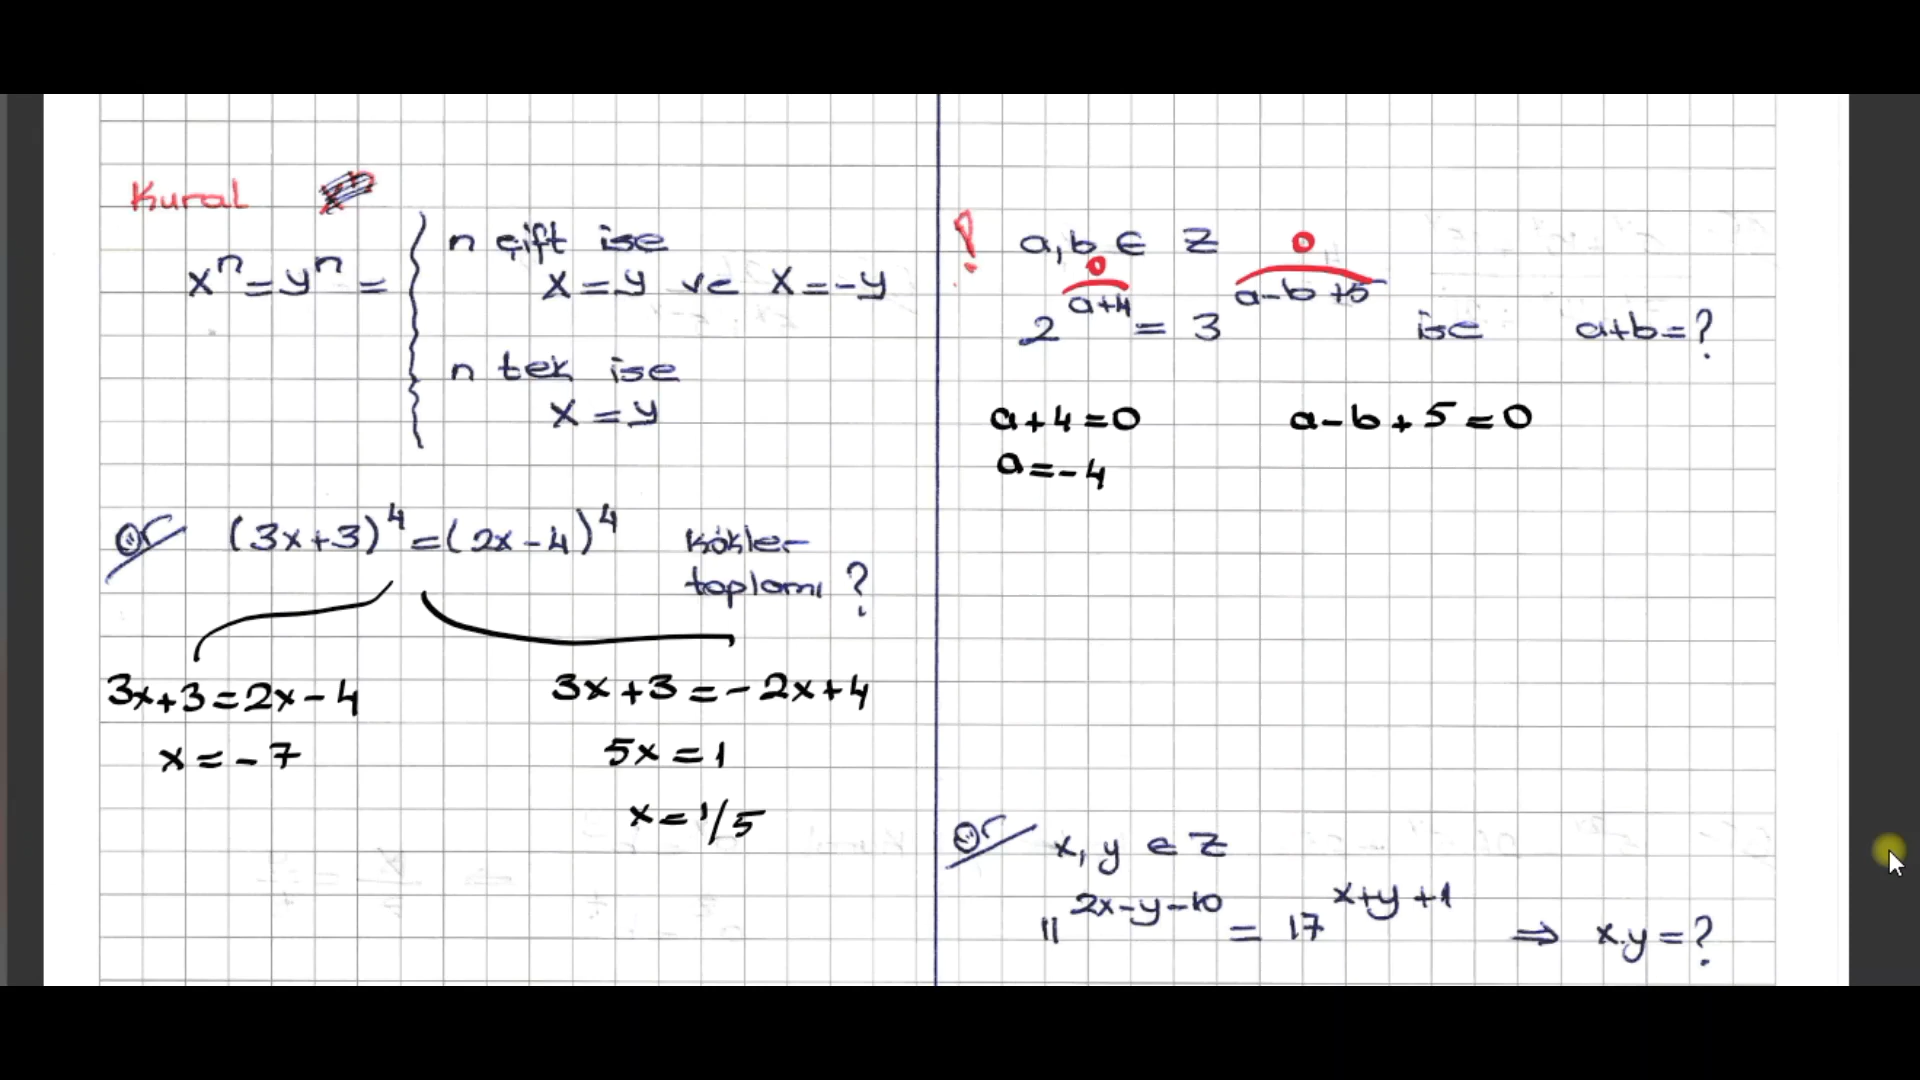 Kural
xⁿ = yⁿ = { n çift ise
x = y ve x = -y
n tek ise
x = y
Ör (3x+3)⁴ = (2x-4)⁴ Kökler
toplamı ?
3x+3 = 2x-4
x = -7
3x+3 = -2x+4
5x = 1
x = 1/5
! a, b ∈ Z
0 0
2^(a+4) = 3^(a-b+5) ise a+b = ?
a+4 = 0 a-b+5 = 0
a = -4
Ör x, y ∈ Z
11^(2x-y-10) = 17^(x+y+1) ⇒ x.y = ?